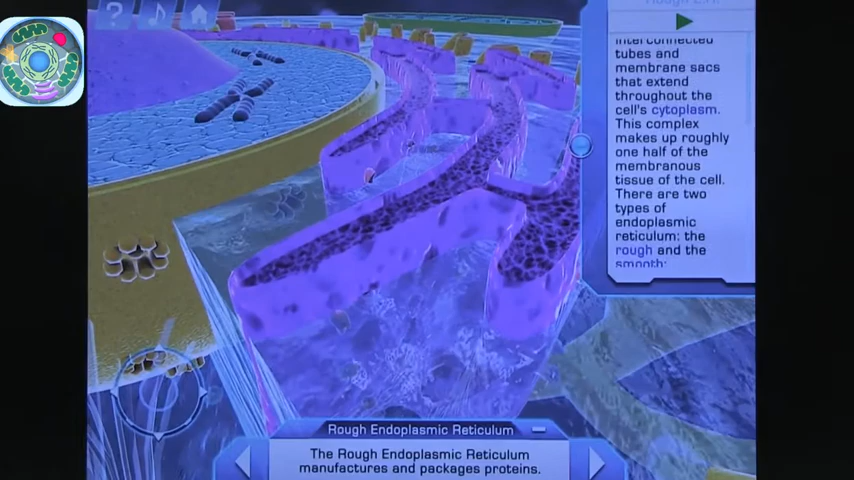 Rough E.R.
interconnected
tubes and
membrane sacs
that extend
throughout the
cell's cytoplasm.
This complex
makes up roughly
one half of the
membranous
tissue of the cell.
There are two
types of
endoplasmic
reticulum: the
rough and the
smooth:
?
Rough Endoplasmic Reticulum
The Rough Endoplasmic Reticulum
manufactures and packages proteins.